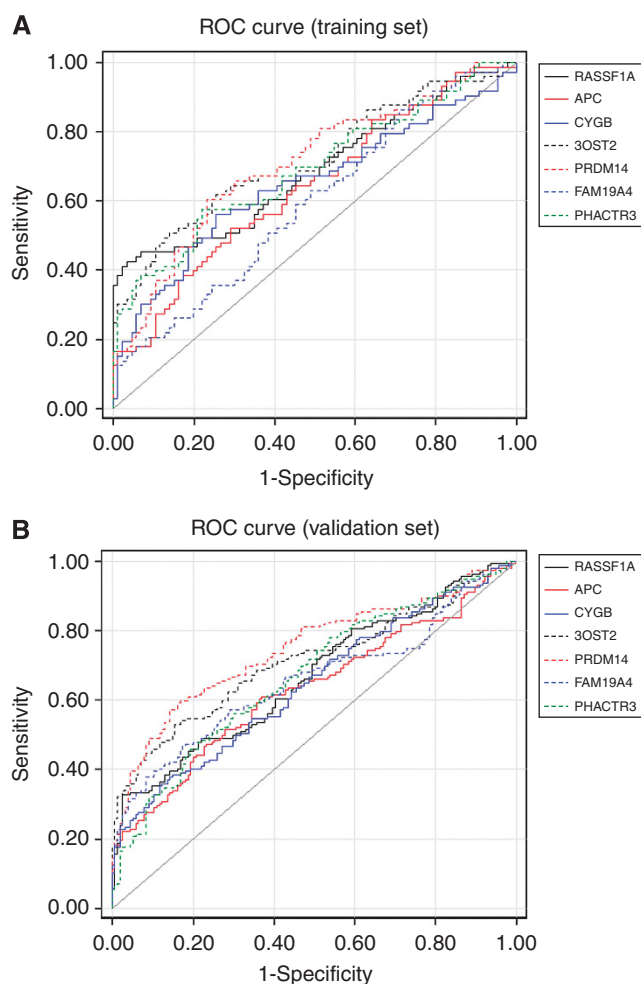 A
ROC curve (training set)
Sensitivity
1.00
0.80
0.60
0.40
0.20
0.00
0.00 0.20 0.40 0.60 0.80 1.00
1-Specificity
RASSF1A
APC
CYGB
3OST2
PRDM14
FAM19A4
PHACTR3
B
ROC curve (validation set)
Sensitivity
1.00
0.80
0.60
0.40
0.20
0.00
0.00 0.20 0.40 0.60 0.80 1.00
1-Specificity
RASSF1A
APC
CYGB
3OST2
PRDM14
FAM19A4
PHACTR3